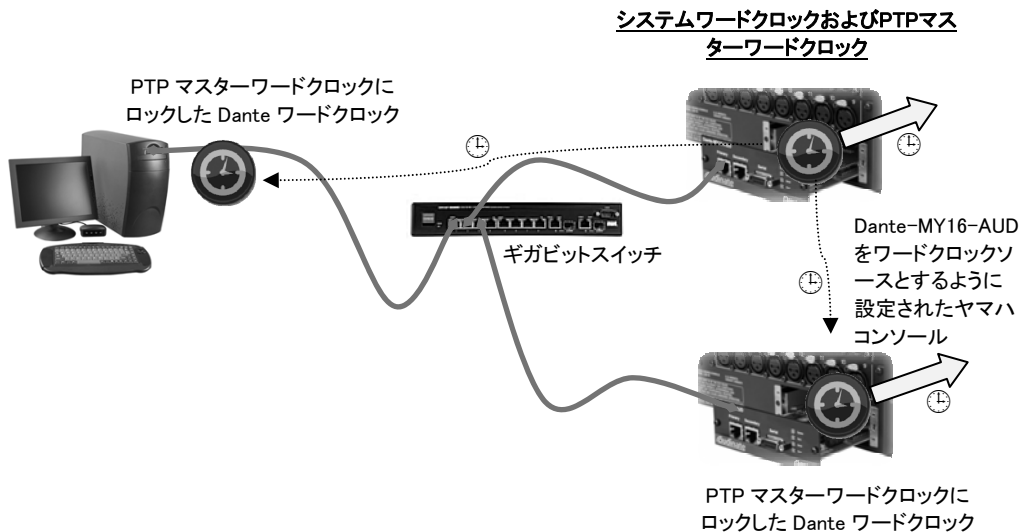 システムワードクロックおよびPTPマス
ターワードクロック
PTP マスターワードクロックに
ロックした Dante ワードクロック
ギガビットスイッチ
Dante-MY16-AUD
をワードクロックソ
ースとするように
設定されたヤマハ
コンソール
PTP マスターワードクロックに
ロックした Dante ワードクロック